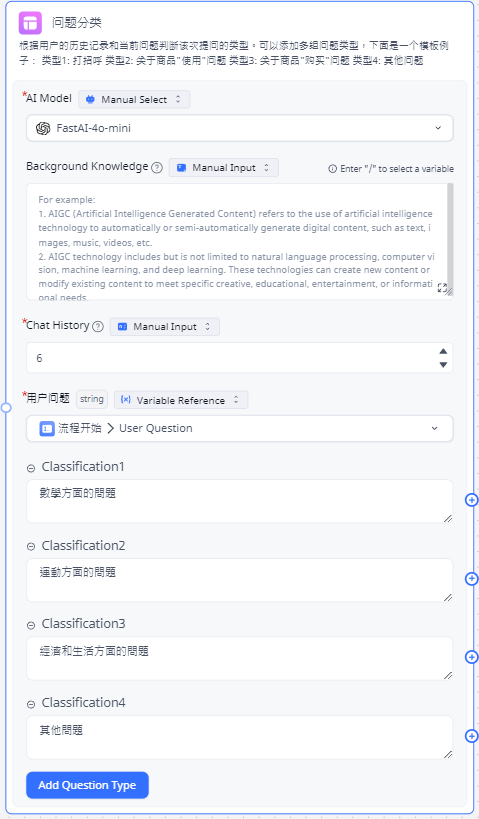 问题分类
根据用户的历史记录和当前问题判断该次提问的类型。可以添加多组问题类型，下面是一个模板例
子： 类型1: 打招呼 类型2: 关于商品"使用"问题 类型3: 关于商品"购买"问题 类型4: 其他问题
*AI Model Manual Select
FastAI-4o-mini
Background Knowledge Manual Input Enter "/" to select a variable
For example:
1. AIGC (Artificial Intelligence Generated Content) refers to the use of artificial intelligence
technology to automatically or semi-automatically generate digital content, such as text, i
mages, music, videos, etc.
2. AIGC technology includes but is not limited to natural language processing, computer vi
sion, machine learning, and deep learning. These technologies can create new content or
modify existing content to meet specific creative, educational, entertainment, or informati
onal needs.
*Chat History Manual Input
6
*用户问题 string Variable Reference
流程开始 > User Question
Classification1
數學方面的問題
Classification2
運動方面的問題
Classification3
經濟和生活方面的問題
Classification4
其他問題
Add Question Type